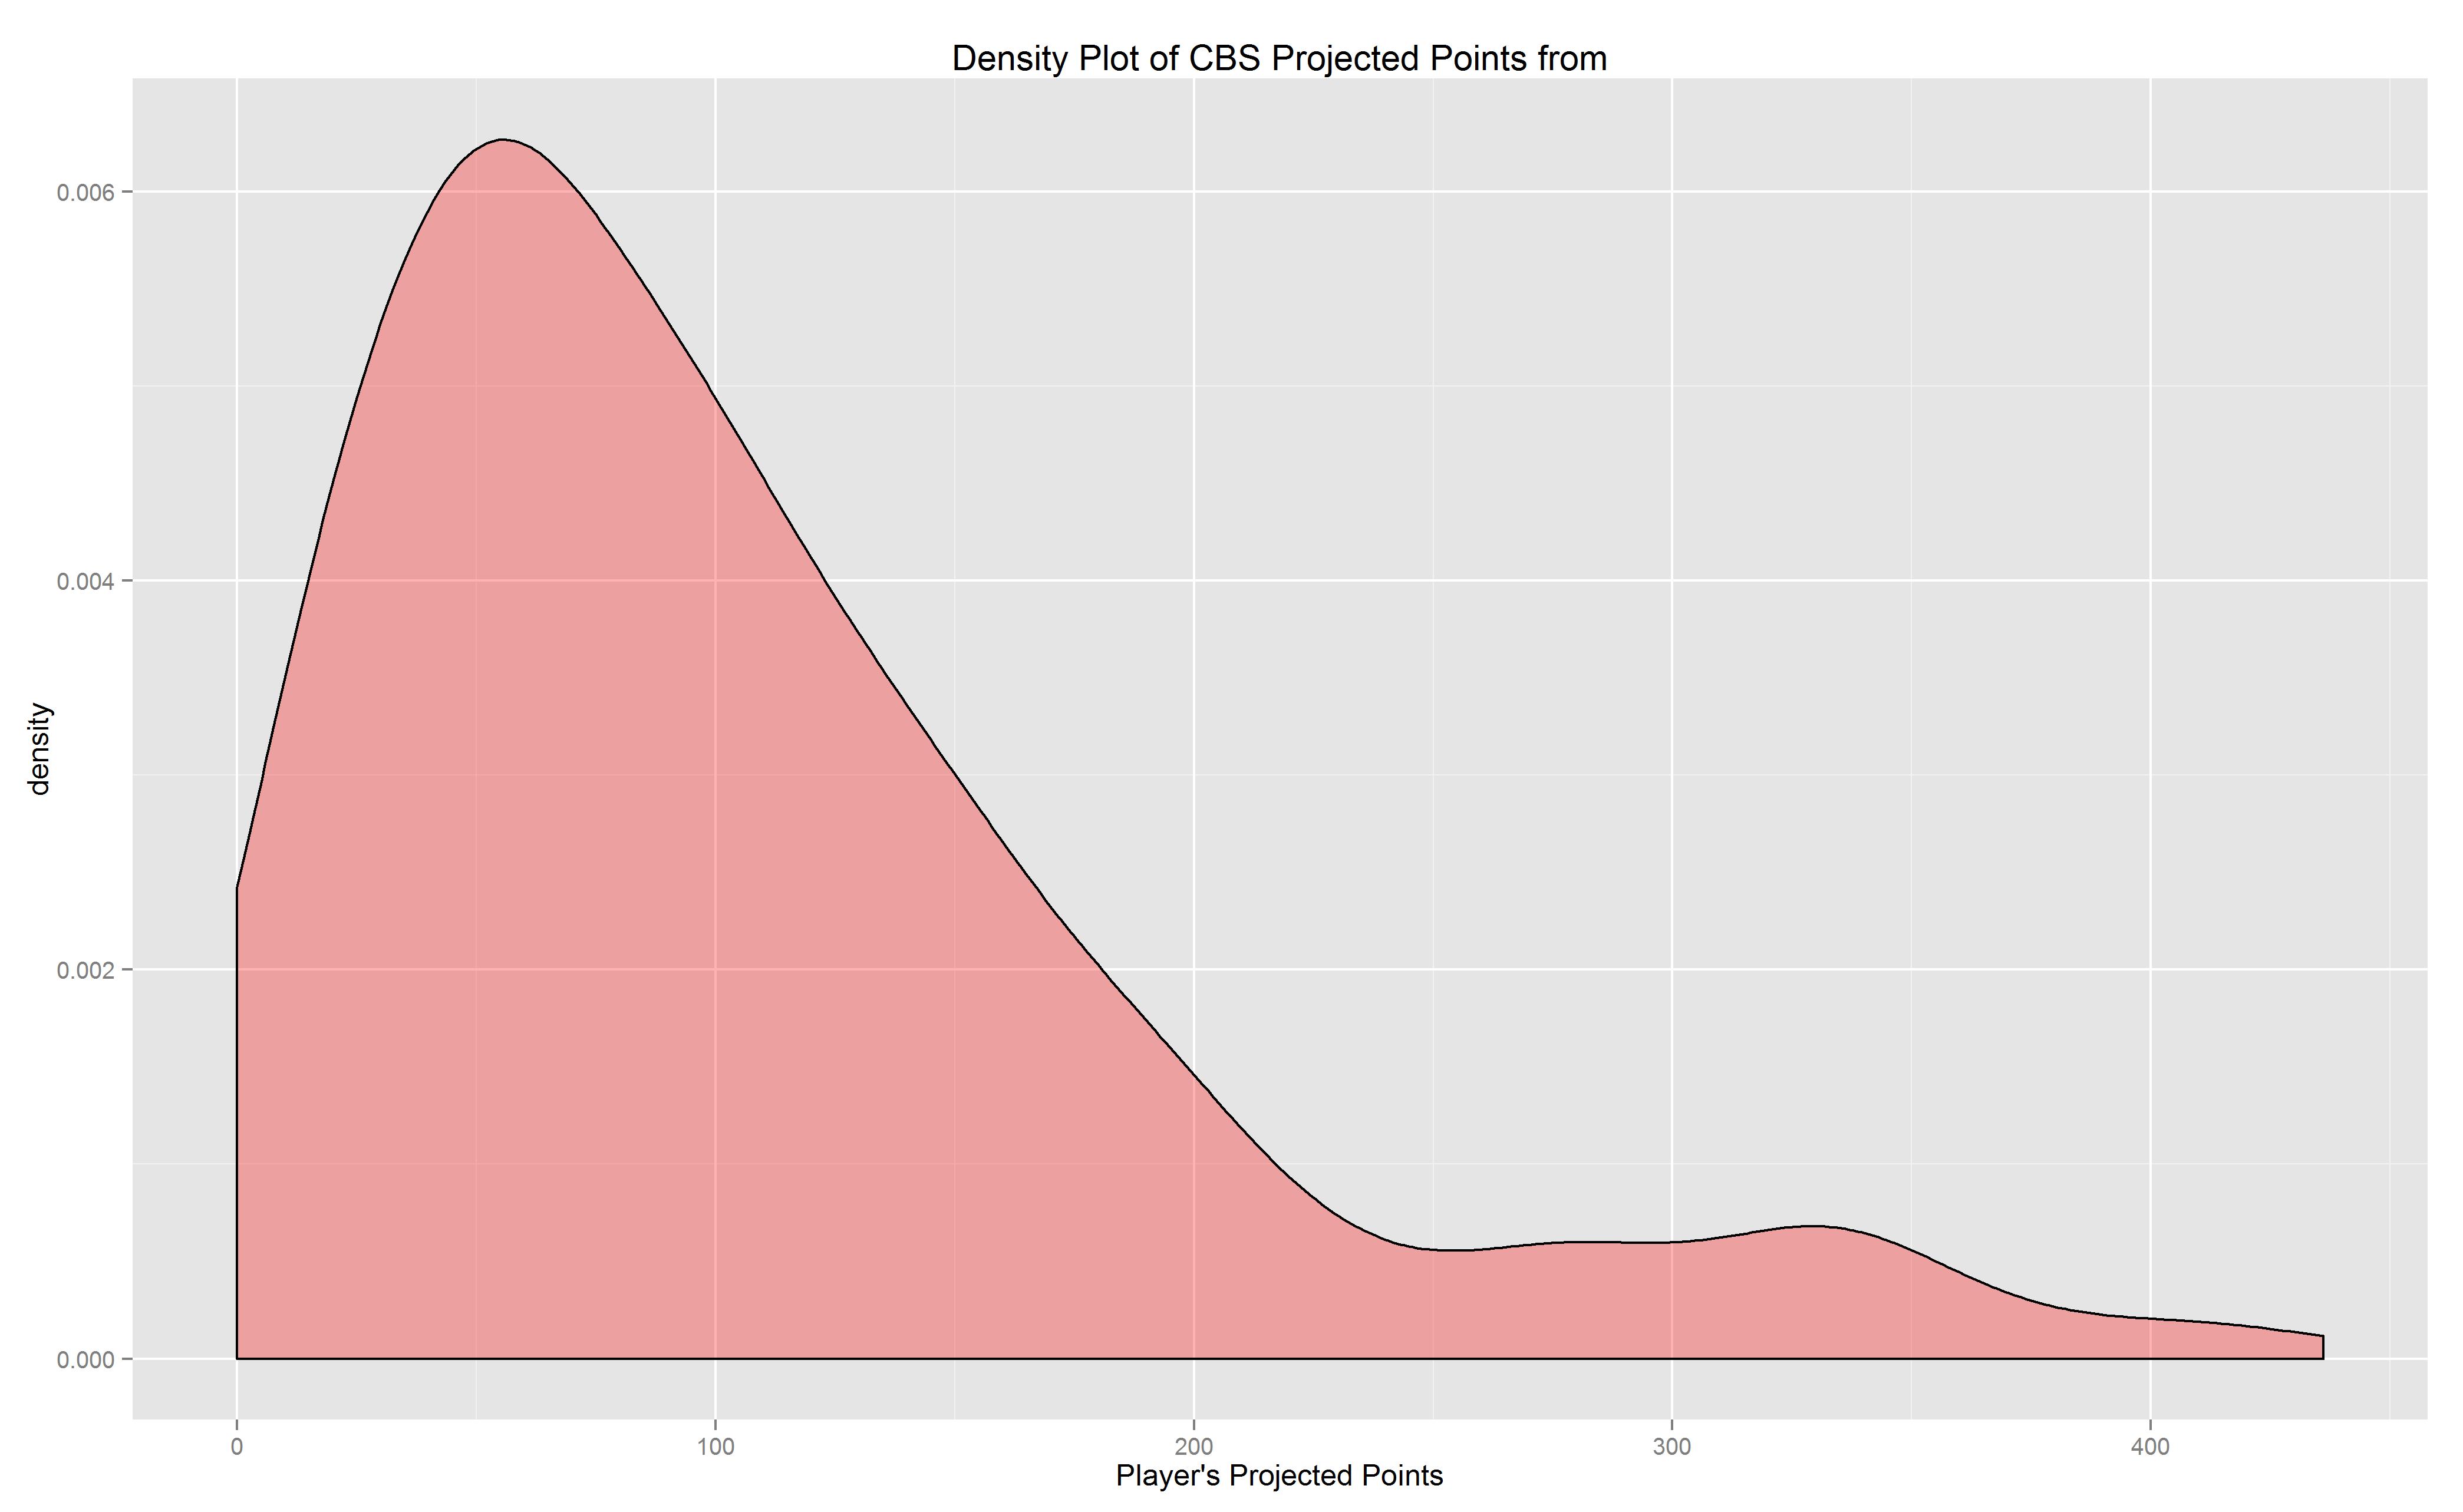 Density Plot of CBS Projected Points from
0.006
0.004
0.002
0.000
density
0 100 200 300 400
Player's Projected Points